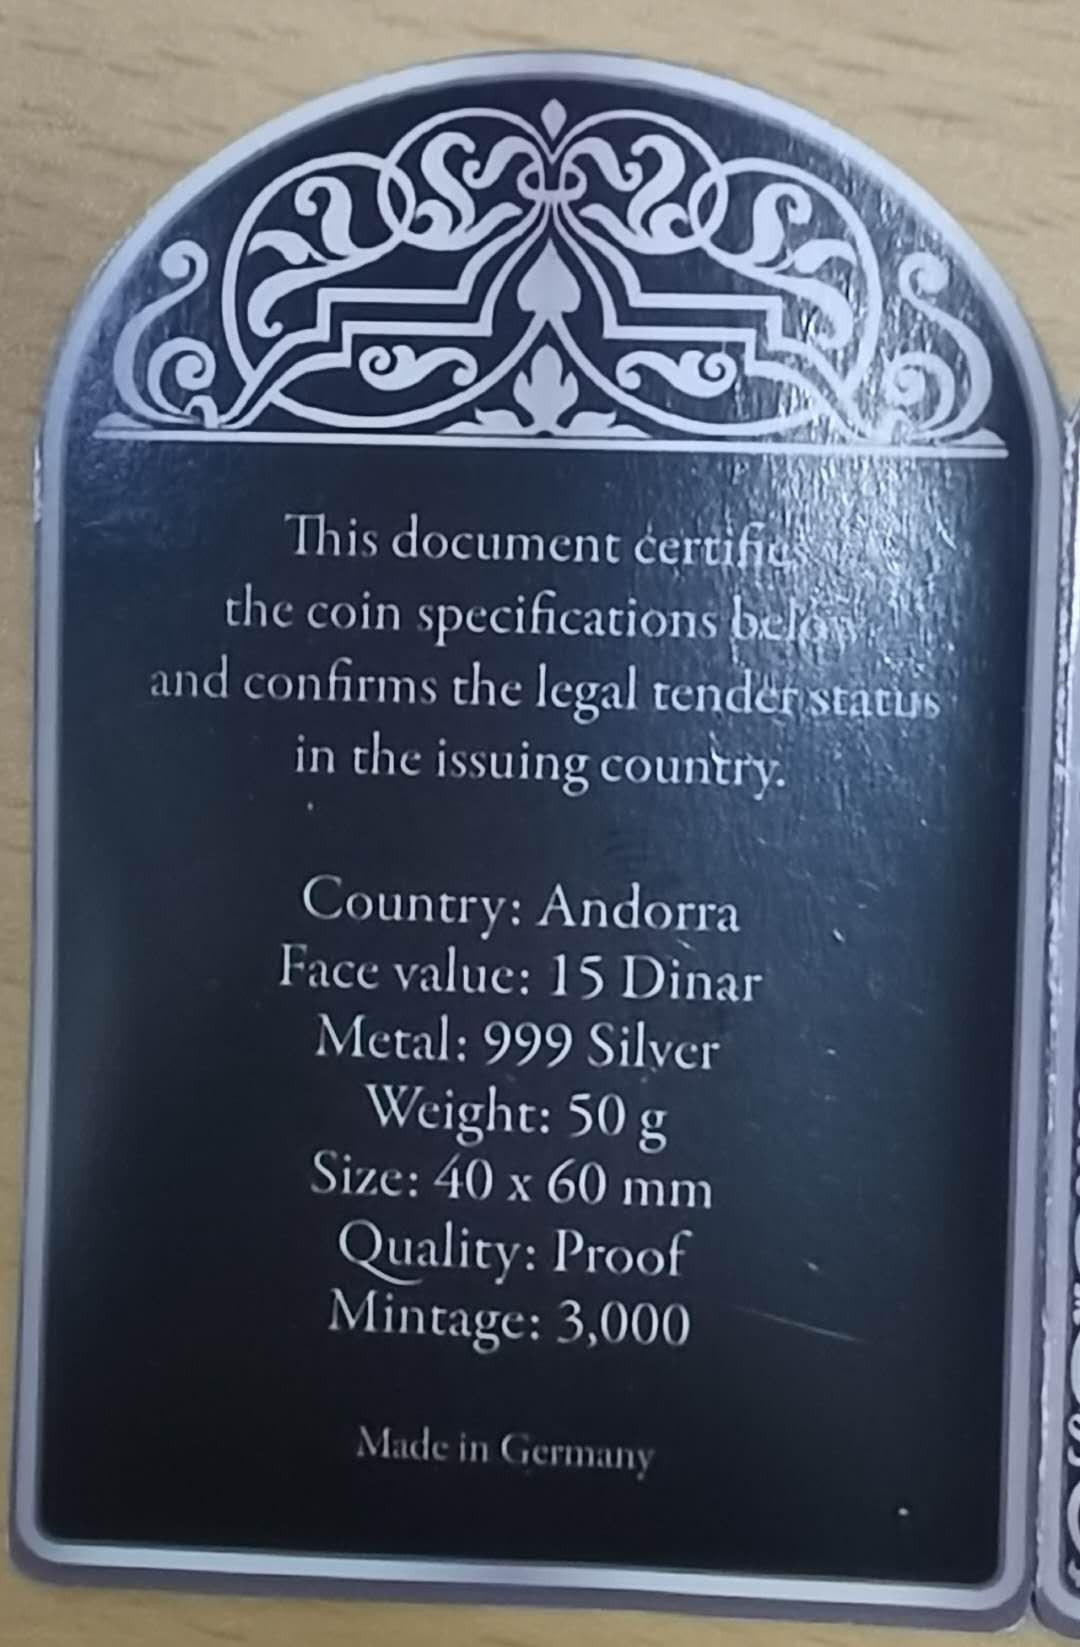 This document certifies
the coin specifications below
and confirms the legal tender status
in the issuing country.
Country: Andorra
Face value: 15 Dinar
Metal: 999 Silver
Weight: 50 g
Size: 40 x 60 mm
Quality: Proof
Mintage: 3,000
Made in Germany